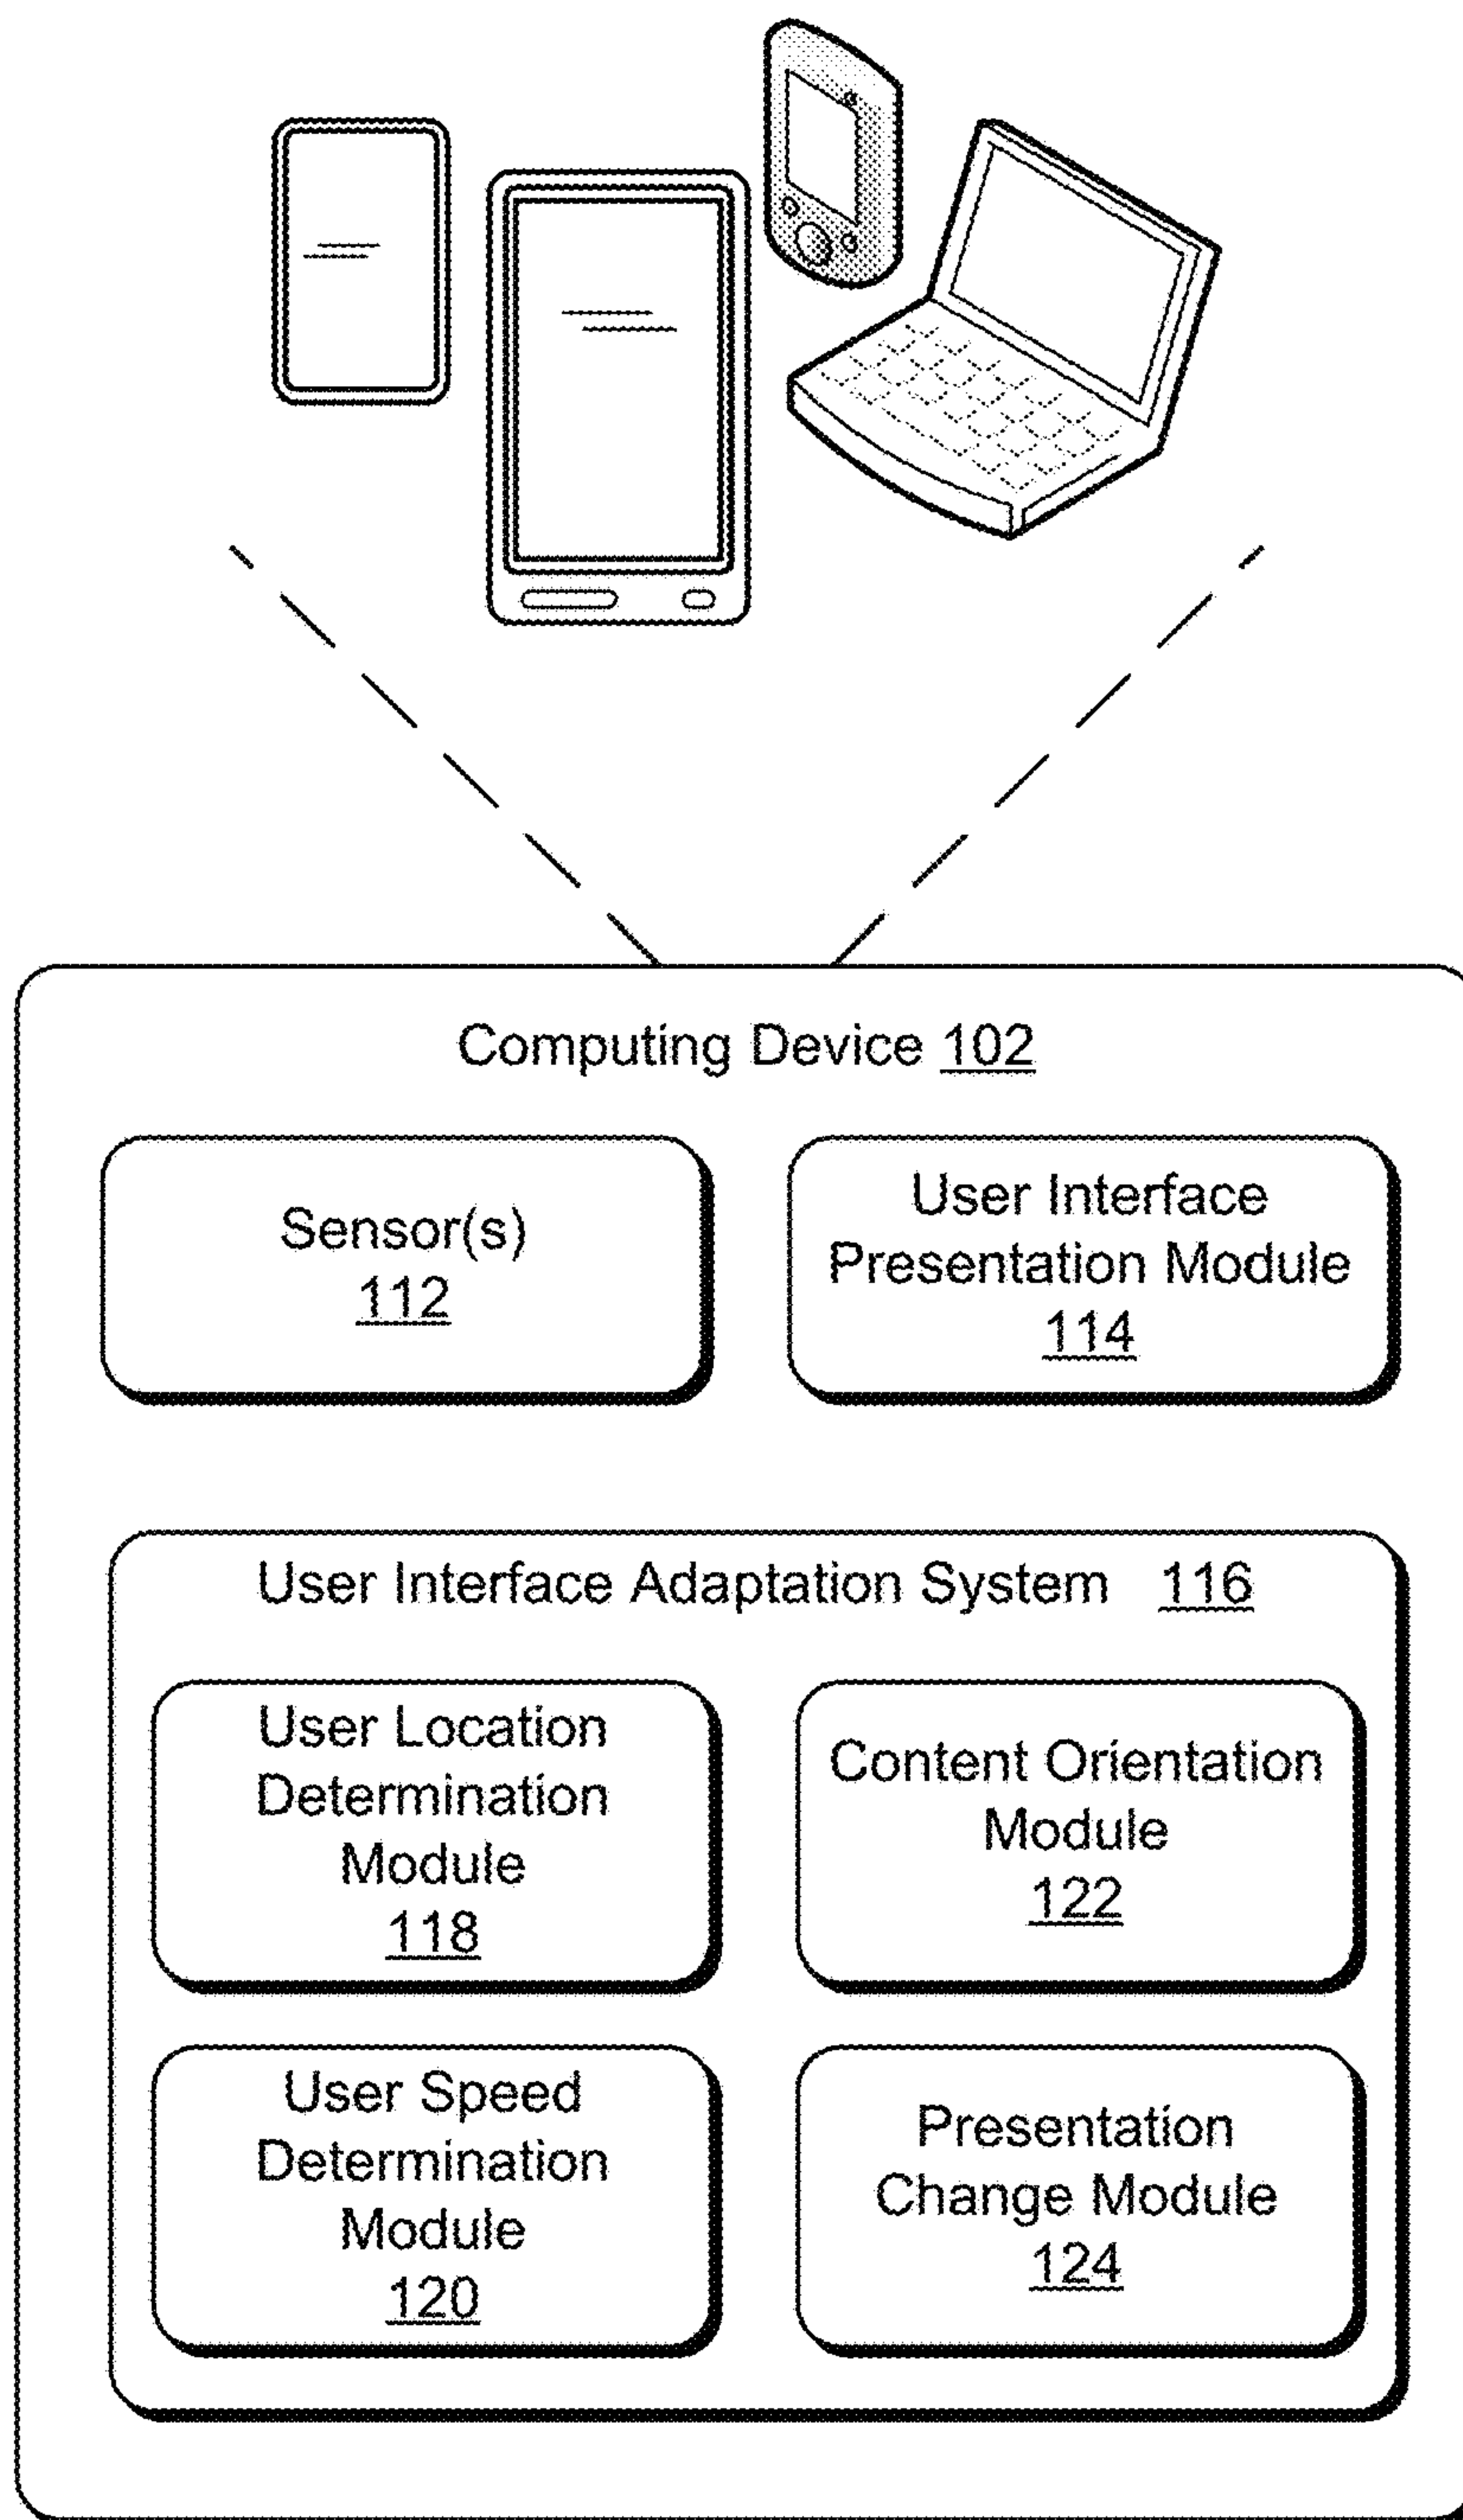 Computing Device 102
Sensor(s)
112
User Interface
Presentation Module
114
User Interface Adaptation System 116
User Location
Determination
Module
118
Content Orientation
Module
122
User Speed
Determination
Module
120
Presentation
Change Module
124